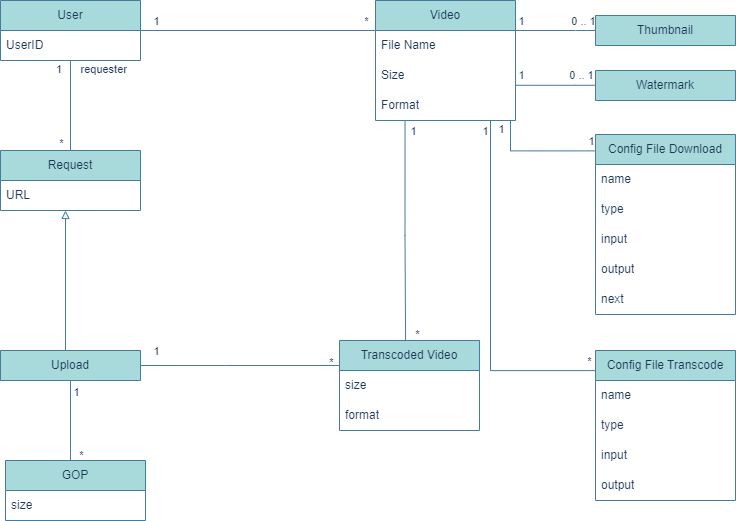 User
UserID
1
*
Video
File Name
Size
Format
1
0 .. 1
Thumbnail
1
0 .. 1
Watermark
1
requester
*
Request
URL
1
1
1
1
Config File Download
name
type
input
output
next
Upload
1
*
*
Transcoded Video
size
format
*
Config File Transcode
name
type
input
output
1
*
GOP
size